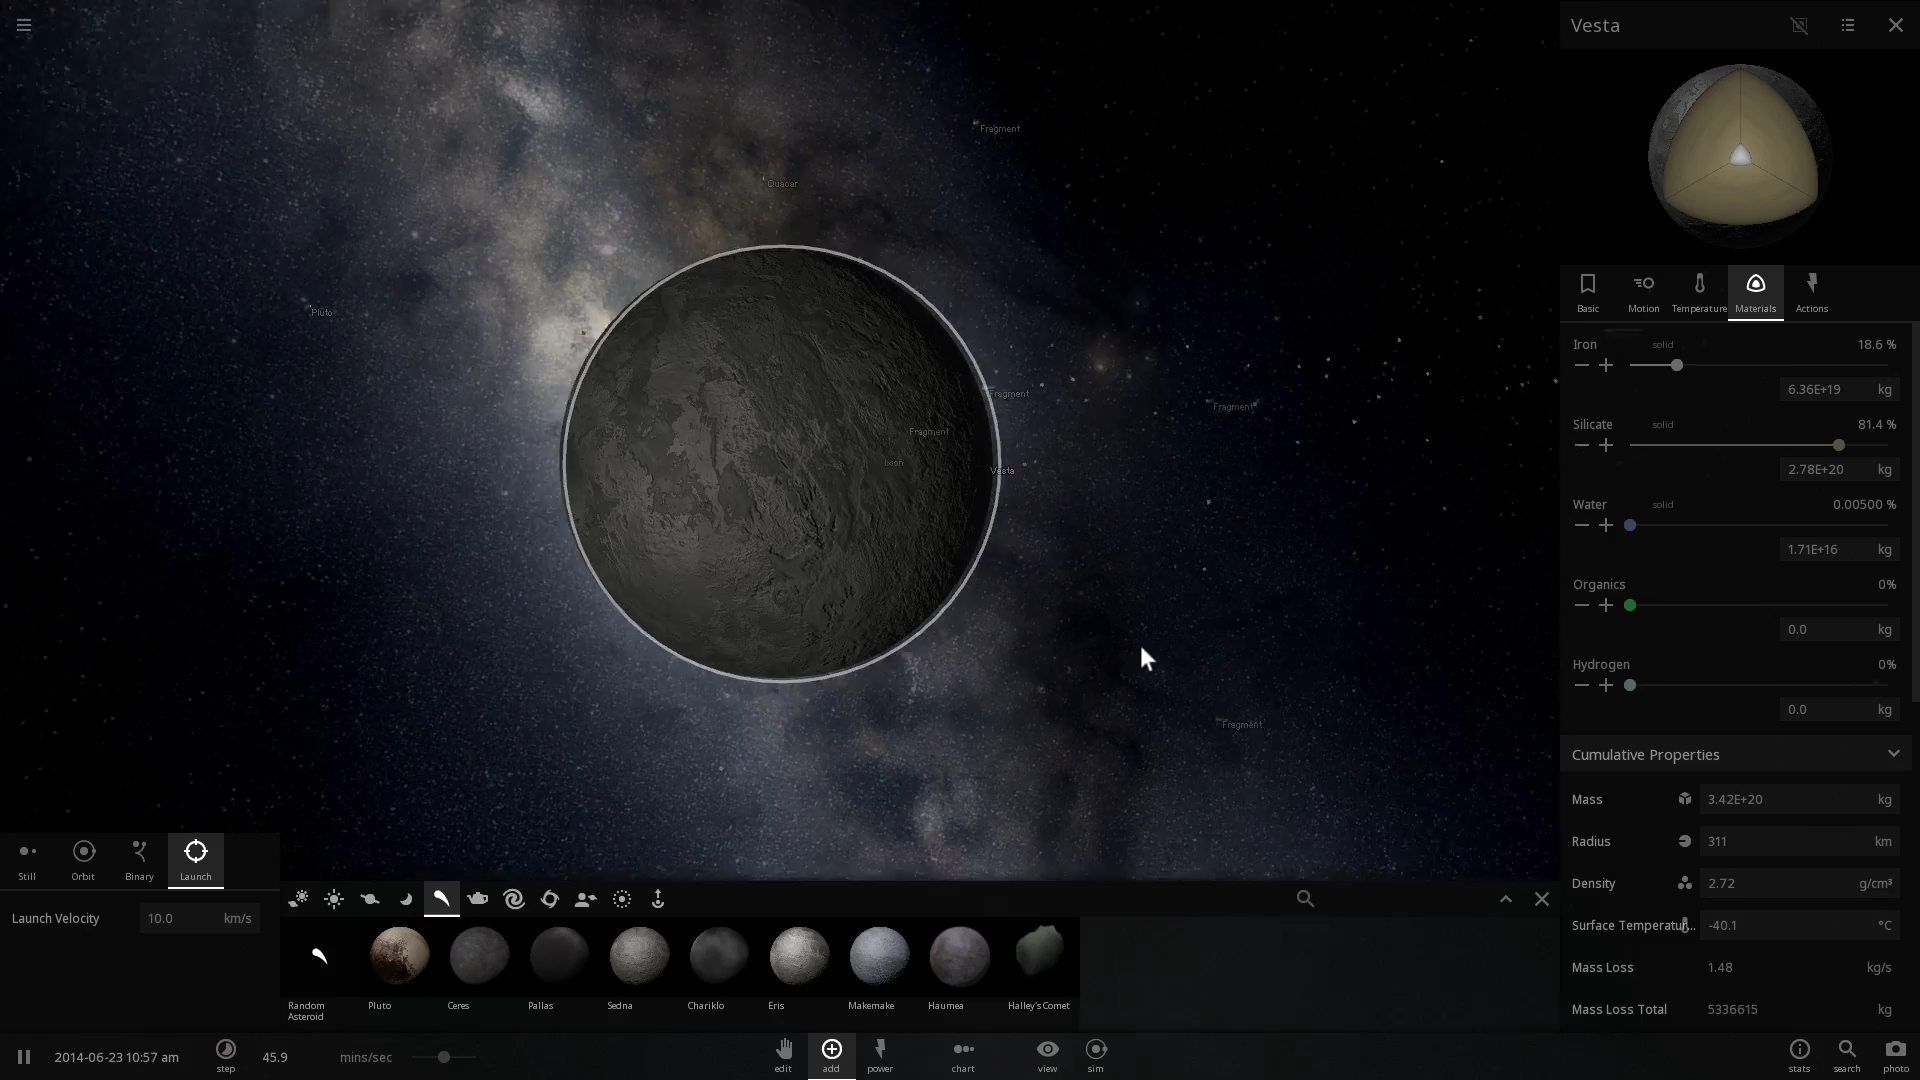 Vesta
Fragment
Quaoar
Pluto
Fragment
Fragment
Fragment
Ixion
Vesta
Fragment
Basic
Motion
Temperature
Materials
Actions
Iron solid 18.6 %
6.36E+19 kg
Silicate solid 81.4 %
2.78E+20 kg
Water solid 0.00500 %
1.71E+16 kg
Organics 0%
0.0 kg
Hydrogen 0%
0.0 kg
Cumulative Properties
Mass 3.42E+20 kg
Radius 311 km
Density 2.72 g/cm³
Surface Temperatur... -40.1 °C
Mass Loss 1.48 kg/s
Mass Loss Total 5336615 kg
Still
Orbit
Binary
Launch
Launch Velocity 10.0 km/s
Random
Asteroid
Pluto
Ceres
Pallas
Sedna
Chariklo
Eris
Makemake
Haumea
Halley's Comet
2014-06-23 10:57 am
step
45.9 mins/sec
edit
add
power
chart
view
sim
stats
search
photo